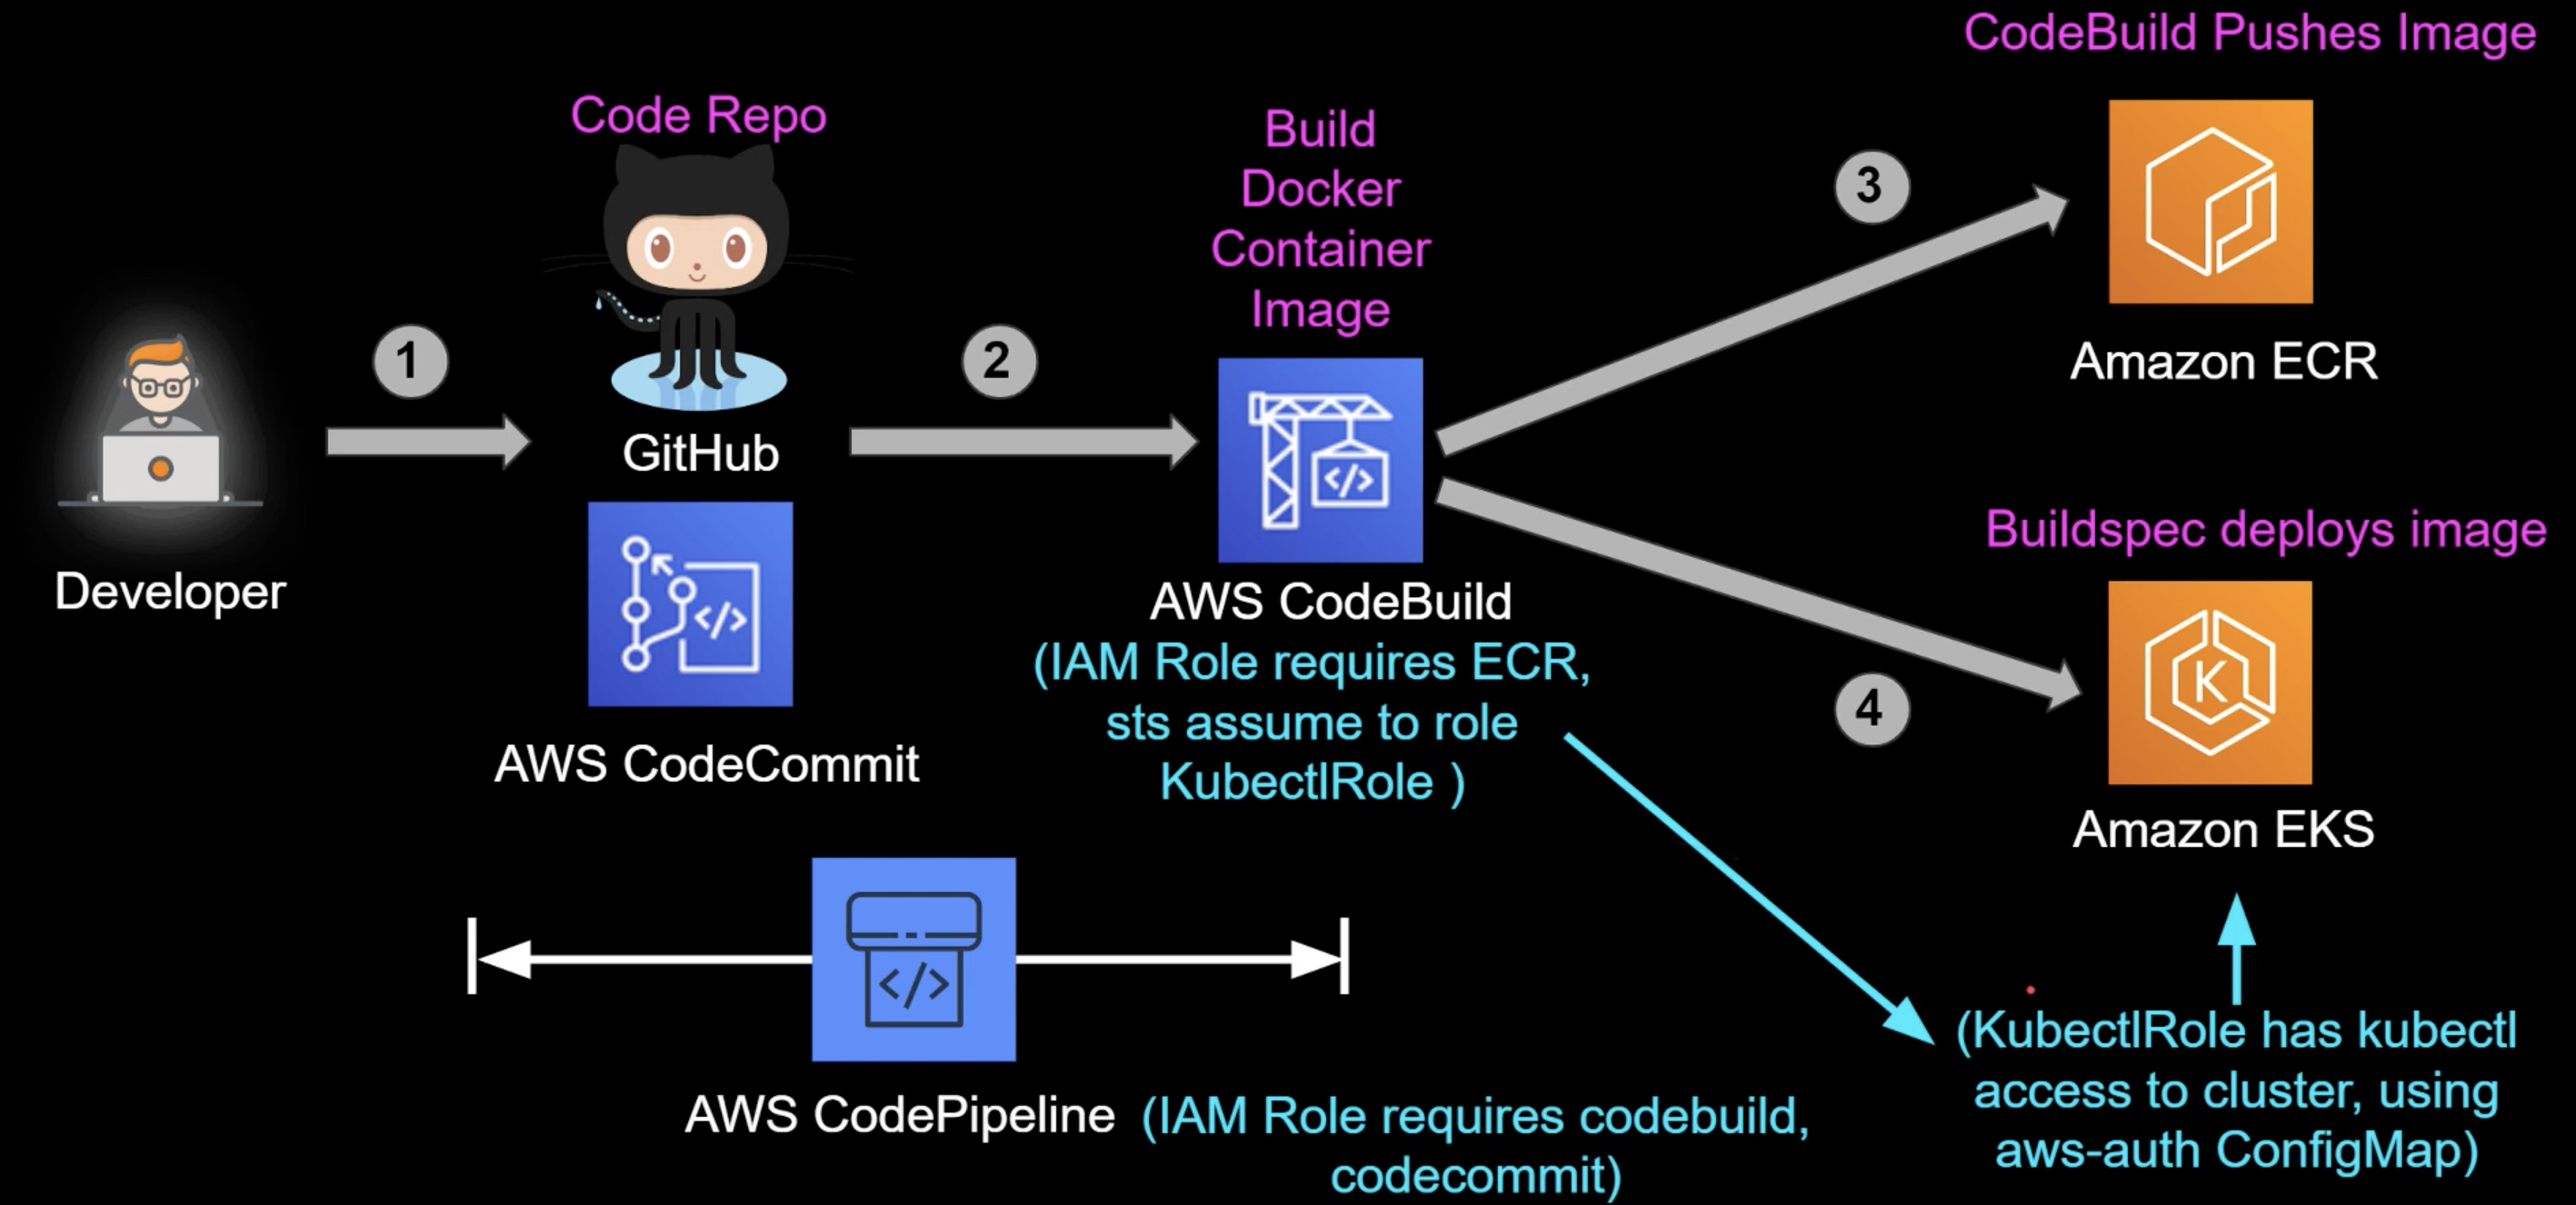 CodeBuild Pushes Image
Code Repo
Build
Docker
Container
Image
3
1
2
Amazon ECR
GitHub
</>
Buildspec deploys image
Developer
AWS CodeBuild
</>
(IAM Role requires ECR,
sts assume to role
KubectlRole )
4
K
AWS CodeCommit
Amazon EKS
</>
AWS CodePipeline
(IAM Role requires codebuild,
codecommit)
(KubectlRole has kubectl
access to cluster, using
aws-auth ConfigMap)